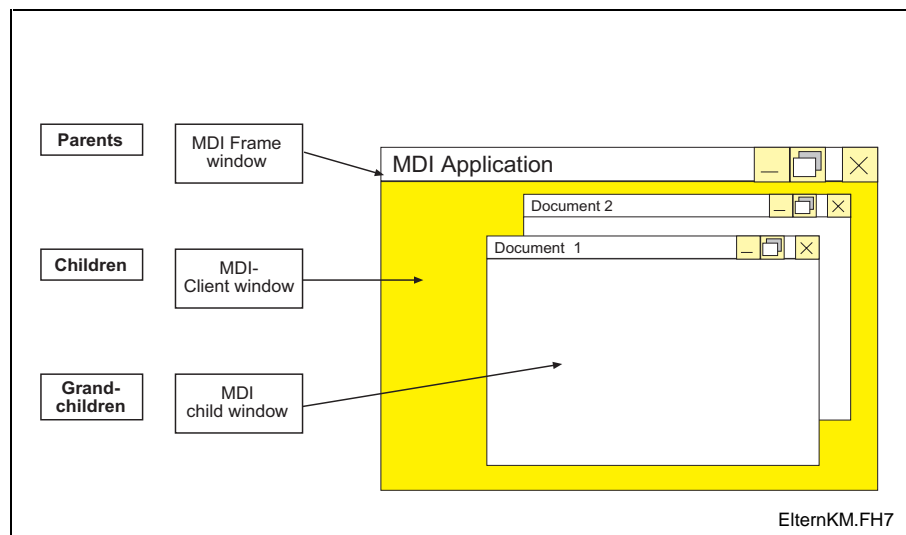 Parents
MDI Frame
window
MDI Application
Document 2
Document 1
Children
MDI-
Client window
Grand-
children
MDI
child window
ElternKM.FH7